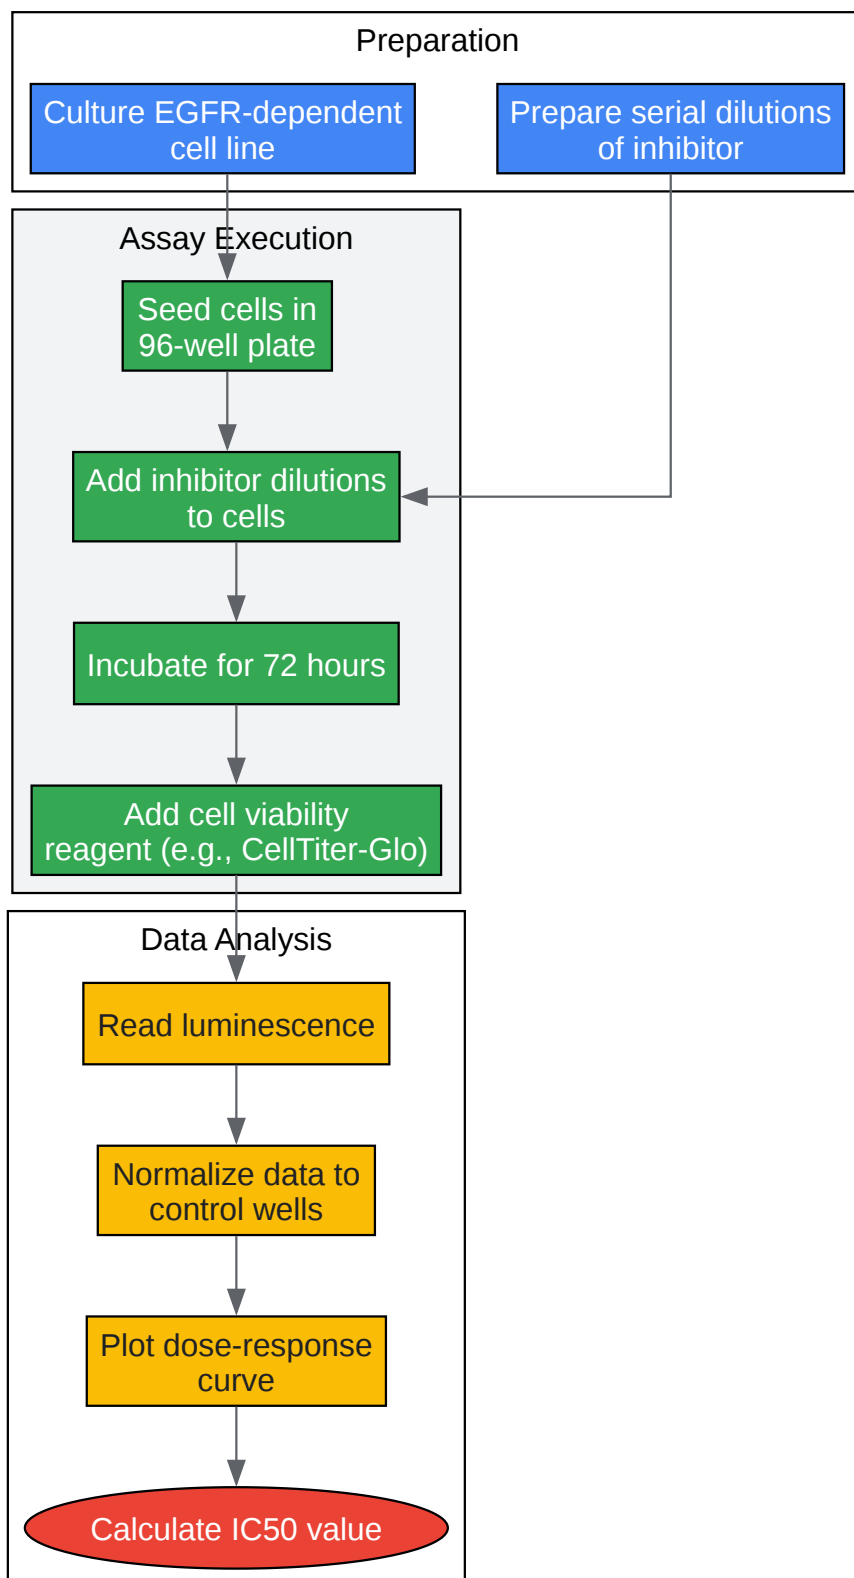 Preparation
Culture EGFR-dependent
cell line
Prepare serial dilutions
of inhibitor
Assay Execution
Seed cells in
96-well plate
Add inhibitor dilutions
to cells
Incubate for 72 hours
Add cell viability
reagent (e.g., CellTiter-Glo)
Data Analysis
Read luminescence
Normalize data to
control wells
Plot dose-response
curve
Calculate IC50 value